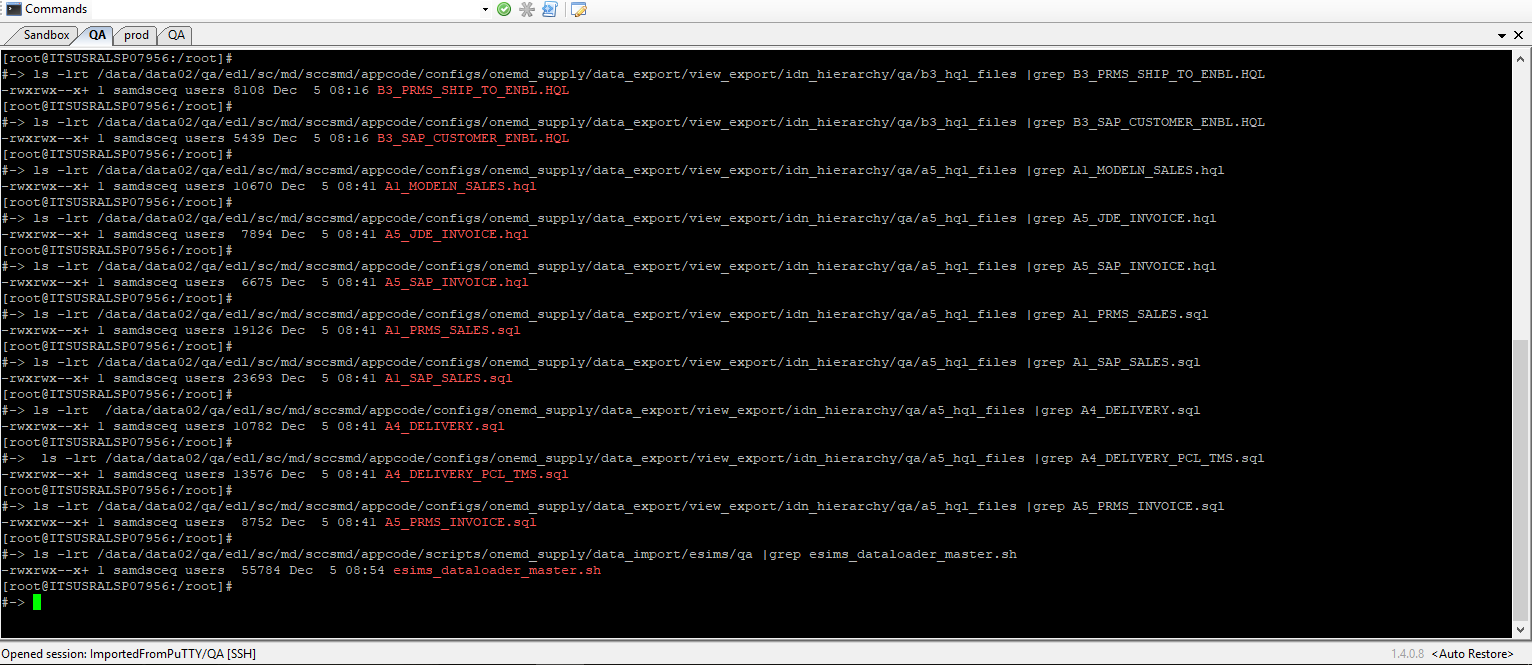 Commands
Sandbox QA prod QA
[root@ITSUSRALSP07956:/root]#
#-> ls -lrt /data/data02/qa/edl/sc/md/sccsmd/appcode/configs/onemd_supply/data_export/view_export/idn_hierarchy/qa/b3_hql_files |grep B3_PRMS_SHIP_TO_ENBL.HQL
-rwxrwx--x+ 1 samdsceq users 8108 Dec  5 08:16 B3_PRMS_SHIP_TO_ENBL.HQL
[root@ITSUSRALSP07956:/root]#
#-> ls -lrt /data/data02/qa/edl/sc/md/sccsmd/appcode/configs/onemd_supply/data_export/view_export/idn_hierarchy/qa/b3_hql_files |grep B3_SAP_CUSTOMER_ENBL.HQL
-rwxrwx--x+ 1 samdsceq users 5439 Dec  5 08:16 B3_SAP_CUSTOMER_ENBL.HQL
[root@ITSUSRALSP07956:/root]#
#-> ls -lrt /data/data02/qa/edl/sc/md/sccsmd/appcode/configs/onemd_supply/data_export/view_export/idn_hierarchy/qa/a5_hql_files |grep A1_MODELN_SALES.hql
-rwxrwx--x+ 1 samdsceq users 10670 Dec  5 08:41 A1_MODELN_SALES.hql
[root@ITSUSRALSP07956:/root]#
#-> ls -lrt /data/data02/qa/edl/sc/md/sccsmd/appcode/configs/onemd_supply/data_export/view_export/idn_hierarchy/qa/a5_hql_files |grep A5_JDE_INVOICE.hql
-rwxrwx--x+ 1 samdsceq users  7894 Dec  5 08:41 A5_JDE_INVOICE.hql
[root@ITSUSRALSP07956:/root]#
#-> ls -lrt /data/data02/qa/edl/sc/md/sccsmd/appcode/configs/onemd_supply/data_export/view_export/idn_hierarchy/qa/a5_hql_files |grep A5_SAP_INVOICE.hql
-rwxrwx--x+ 1 samdsceq users  6675 Dec  5 08:41 A5_SAP_INVOICE.hql
[root@ITSUSRALSP07956:/root]#
#-> ls -lrt /data/data02/qa/edl/sc/md/sccsmd/appcode/configs/onemd_supply/data_export/view_export/idn_hierarchy/qa/a5_hql_files |grep A1_PRMS_SALES.sql
-rwxrwx--x+ 1 samdsceq users 19126 Dec  5 08:41 A1_PRMS_SALES.sql
[root@ITSUSRALSP07956:/root]#
#-> ls -lrt /data/data02/qa/edl/sc/md/sccsmd/appcode/configs/onemd_supply/data_export/view_export/idn_hierarchy/qa/a5_hql_files |grep A1_SAP_SALES.sql
-rwxrwx--x+ 1 samdsceq users 23693 Dec  5 08:41 A1_SAP_SALES.sql
[root@ITSUSRALSP07956:/root]#
#-> ls -lrt  /data/data02/qa/edl/sc/md/sccsmd/appcode/configs/onemd_supply/data_export/view_export/idn_hierarchy/qa/a5_hql_files |grep A4_DELIVERY.sql
-rwxrwx--x+ 1 samdsceq users 10782 Dec  5 08:41 A4_DELIVERY.sql
[root@ITSUSRALSP07956:/root]#
#->  ls -lrt /data/data02/qa/edl/sc/md/sccsmd/appcode/configs/onemd_supply/data_export/view_export/idn_hierarchy/qa/a5_hql_files |grep A4_DELIVERY_PCL_TMS.sql
-rwxrwx--x+ 1 samdsceq users 13576 Dec  5 08:41 A4_DELIVERY_PCL_TMS.sql
[root@ITSUSRALSP07956:/root]#
#-> ls -lrt /data/data02/qa/edl/sc/md/sccsmd/appcode/configs/onemd_supply/data_export/view_export/idn_hierarchy/qa/a5_hql_files |grep A5_PRMS_INVOICE.sql
-rwxrwx--x+ 1 samdsceq users  8752 Dec  5 08:41 A5_PRMS_INVOICE.sql
[root@ITSUSRALSP07956:/root]#
#-> ls -lrt /data/data02/qa/edl/sc/md/sccsmd/appcode/scripts/onemd_supply/data_import/esims/qa |grep esims_dataloader_master.sh
-rwxrwx--x+ 1 samdsceq users  55784 Dec  5 08:54 esims_dataloader_master.sh
[root@ITSUSRALSP07956:/root]#
#->
Opened session: ImportedFromPuTTY/QA [SSH] 1.4.0.8 <Auto Restore>